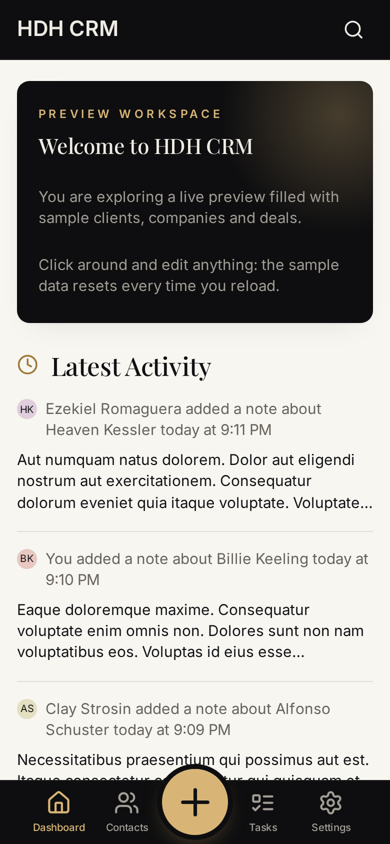 HDH CRM
PREVIEW WORKSPACE
Welcome to HDH CRM
You are exploring a live preview filled with
sample clients, companies and deals.
Click around and edit anything: the sample
data resets every time you reload.
Latest Activity
HK
Ezekiel Romaguera added a note about
Heaven Kessler today at 9:11 PM
Aut numquam natus dolorem. Dolor aut eligendi
nostrum aut exercitationem. Consequatur
dolorum eveniet quia itaque voluptate. Voluptate...
BK
You added a note about Billie Keeling today at
9:10 PM
Eaque doloremque maxime. Consequatur
voluptate enim omnis non. Dolores sunt non nam
voluptatibus eos. Voluptas id eius esse...
AS
Clay Strosin added a note about Alfonso
Schuster today at 9:09 PM
Necessitatibus praesentium qui possimus aut est.
Dashboard
Contacts
Tasks
Settings